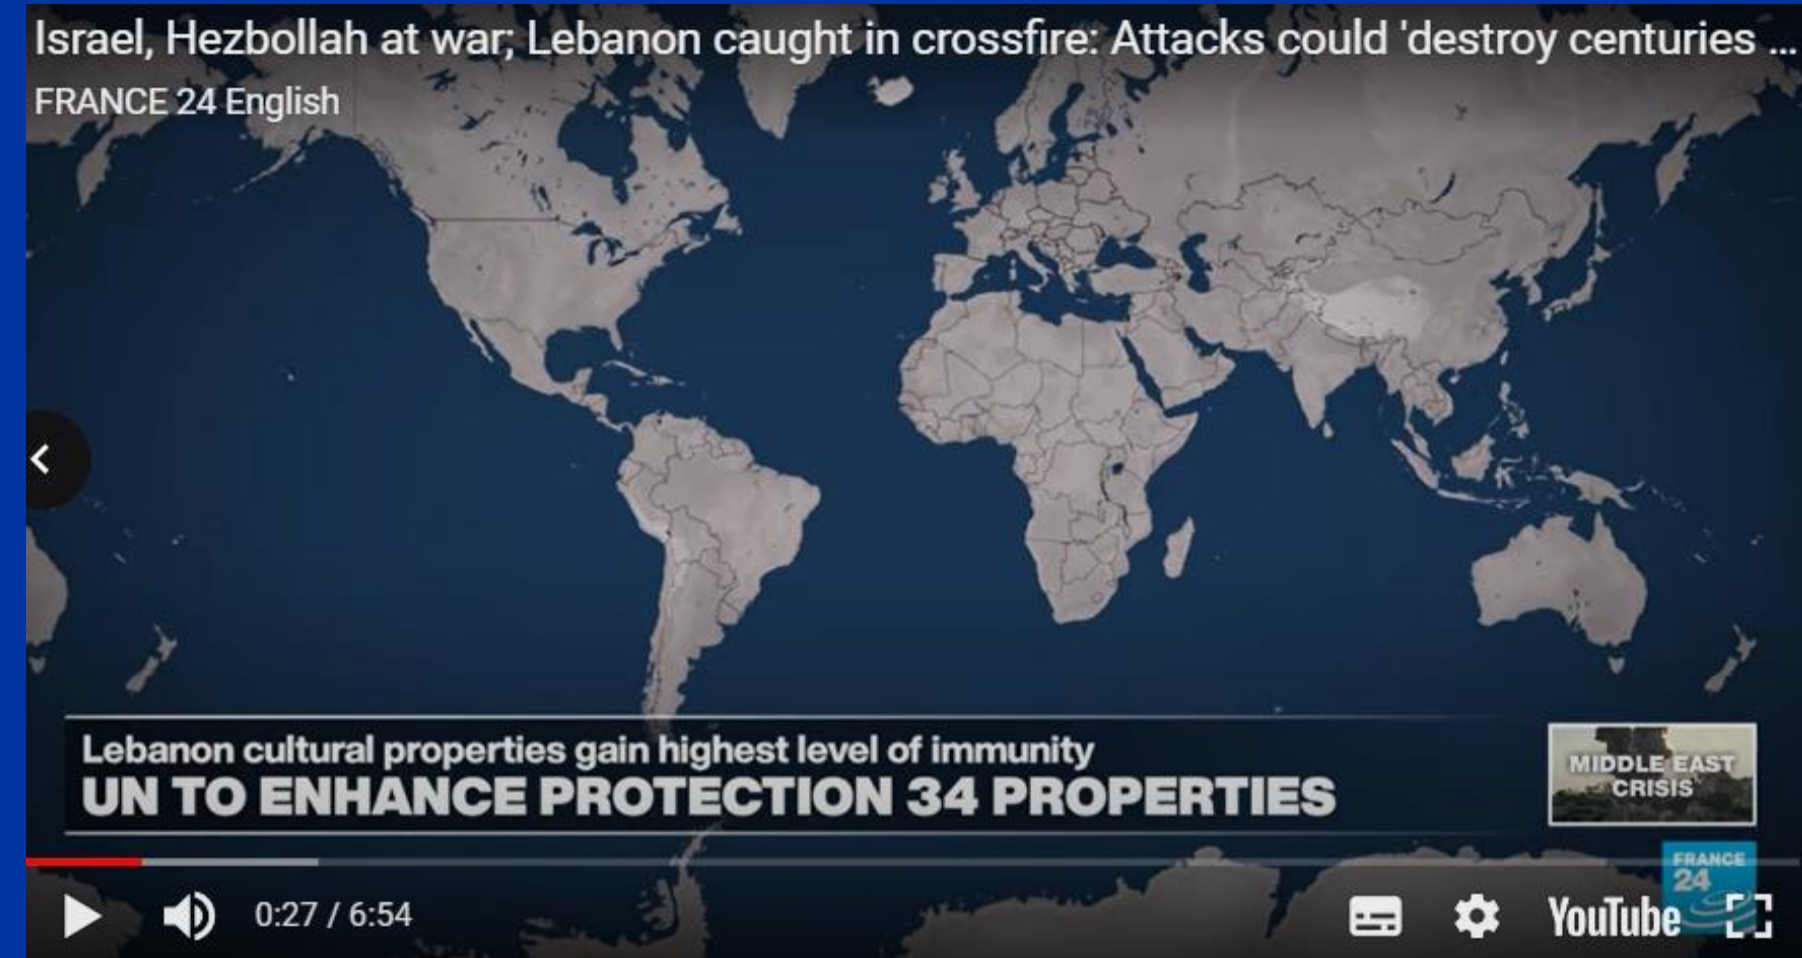 Israel, Hezbollah at war; Lebanon caught in crossfire: Attacks could 'destroy centuries ...
FRANCE 24 English
Lebanon cultural properties gain highest level of immunity
UN TO ENHANCE PROTECTION 34 PROPERTIES
MIDDLE EAST
CRISIS
FRANCE
24
0:27 / 6:54
YouTube